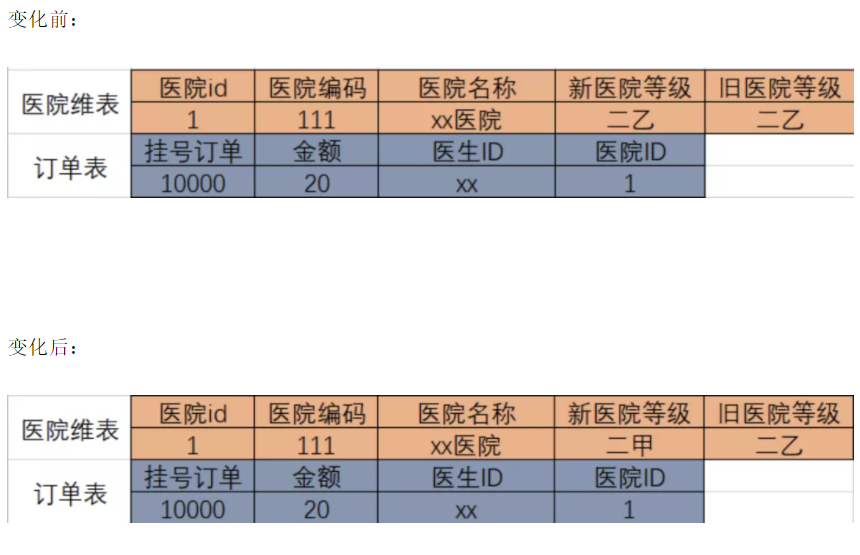 变化前：
医院维表 医院id 医院编码 医院名称 新医院等级 旧医院等级
1 111 xx医院 二乙 二乙
订单表 挂号订单 金额 医生ID 医院ID
10000 20 xx 1
变化后：
医院维表 医院id 医院编码 医院名称 新医院等级 旧医院等级
1 111 xx医院 二甲 二乙
订单表 挂号订单 金额 医生ID 医院ID
10000 20 xx 1